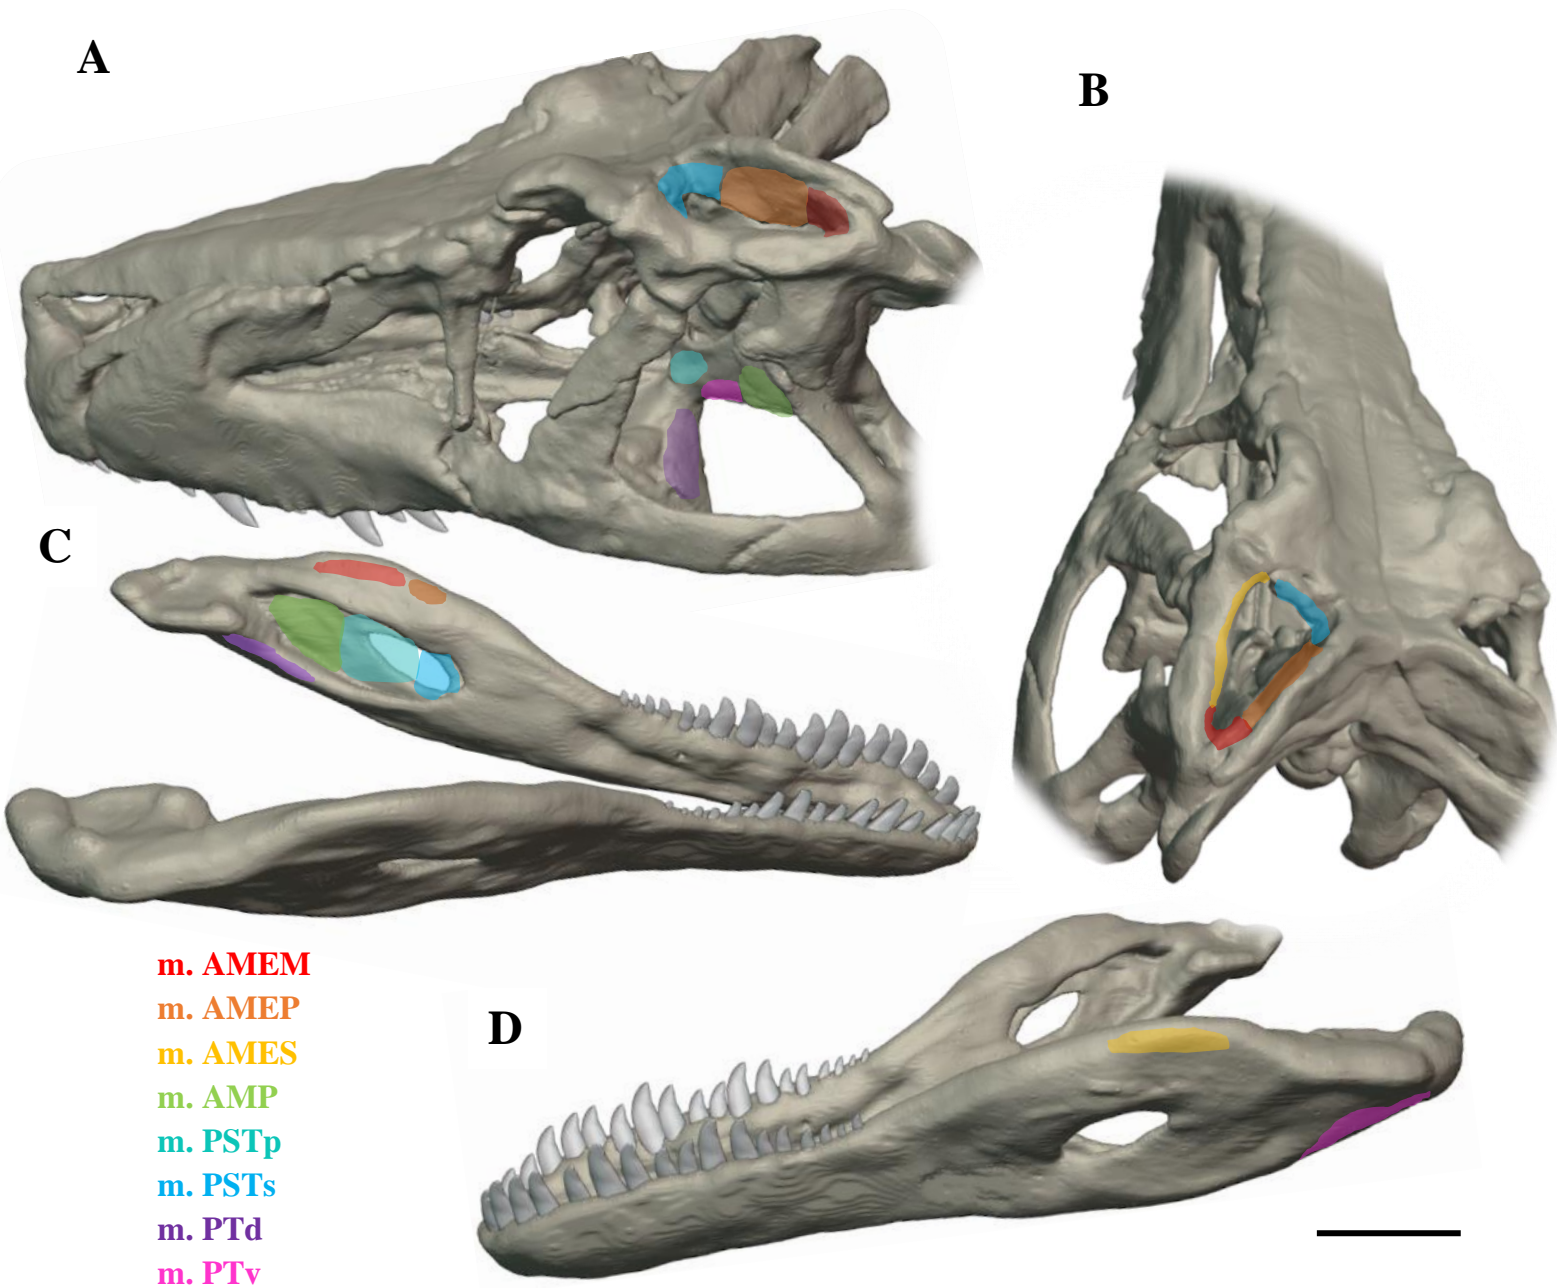 A
B
C
m. AMEM
m. AMEP
m. AMES
m. AMP
m. PSTp
m. PSTs
m. PTd
m. PTv
D